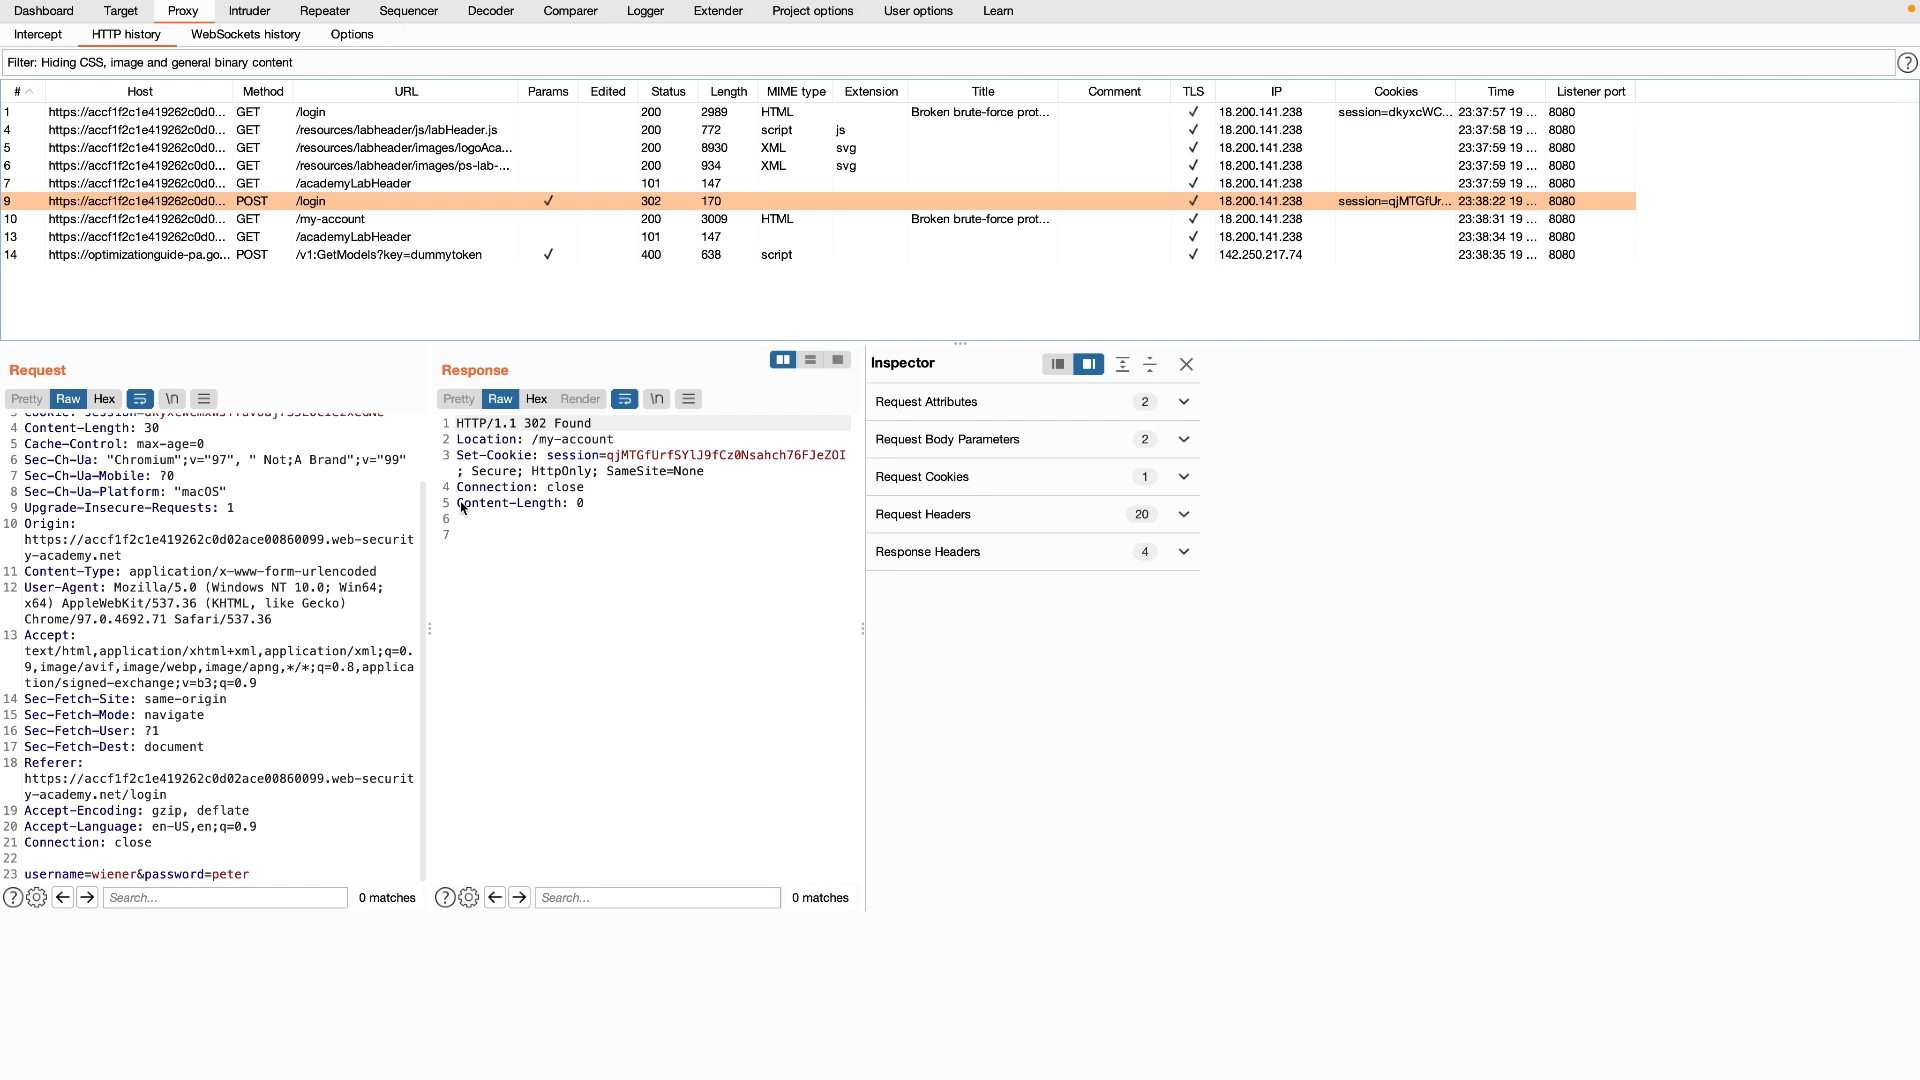 Dashboard Target Proxy Intruder Repeater Sequencer Decoder Comparer Logger Extender Project options User options Learn
Intercept HTTP history WebSockets history Options
Filter: Hiding CSS, image and general binary content ?
# Host Method URL Params Edited Status Length MIME type Extension Title Comment TLS IP Cookies Time Listener port
1 https://accf1f2c1e419262c0d0... GET /login 200 2989 HTML Broken brute-force prot... ✓ 18.200.141.238 session=dkyxcWC... 23:37:57 19 ... 8080
4 https://accf1f2c1e419262c0d0... GET /resources/labheader/js/labHeader.js 200 772 script js ✓ 18.200.141.238 23:37:58 19 ... 8080
5 https://accf1f2c1e419262c0d0... GET /resources/labheader/images/logoAca... 200 8930 XML svg ✓ 18.200.141.238 23:37:59 19 ... 8080
6 https://accf1f2c1e419262c0d0... GET /resources/labheader/images/ps-lab-... 200 934 XML svg ✓ 18.200.141.238 23:37:59 19 ... 8080
7 https://accf1f2c1e419262c0d0... GET /academyLabHeader 101 147 ✓ 18.200.141.238 23:37:59 19 ... 8080
9 https://accf1f2c1e419262c0d0... POST /login ✓ 302 170 ✓ 18.200.141.238 session=qjMTGfUr... 23:38:22 19 ... 8080
10 https://accf1f2c1e419262c0d0... GET /my-account 200 3009 HTML Broken brute-force prot... ✓ 18.200.141.238 23:38:31 19 ... 8080
13 https://accf1f2c1e419262c0d0... GET /academyLabHeader 101 147 ✓ 18.200.141.238 23:38:34 19 ... 8080
14 https://optimizationguide-pa.go... POST /v1:GetModels?key=dummytoken ✓ 400 638 script ✓ 142.250.217.74 23:38:35 19 ... 8080
Request
Pretty Raw Hex \n
4 Content-Length: 30
5 Cache-Control: max-age=0
6 Sec-Ch-Ua: "Chromium";v="97", " Not;A Brand";v="99"
7 Sec-Ch-Ua-Mobile: ?0
8 Sec-Ch-Ua-Platform: "macOS"
9 Upgrade-Insecure-Requests: 1
10 Origin:
https://accf1f2c1e419262c0d02ace00860099.web-securit
y-academy.net
11 Content-Type: application/x-www-form-urlencoded
12 User-Agent: Mozilla/5.0 (Windows NT 10.0; Win64;
x64) AppleWebKit/537.36 (KHTML, like Gecko)
Chrome/97.0.4692.71 Safari/537.36
13 Accept:
text/html,application/xhtml+xml,application/xml;q=0.
9,image/avif,image/webp,image/apng,*/*;q=0.8,applica
tion/signed-exchange;v=b3;q=0.9
14 Sec-Fetch-Site: same-origin
15 Sec-Fetch-Mode: navigate
16 Sec-Fetch-User: ?1
17 Sec-Fetch-Dest: document
18 Referer:
https://accf1f2c1e419262c0d02ace00860099.web-securit
y-academy.net/login
19 Accept-Encoding: gzip, deflate
20 Accept-Language: en-US,en;q=0.9
21 Connection: close
22
23 username=wiener&password=peter
? Search... 0 matches
Response
Pretty Raw Hex Render \n
1 HTTP/1.1 302 Found
2 Location: /my-account
3 Set-Cookie: session=qjMTGfUrfSYlJ9fCz0Nsahch76FJeZOI
; Secure; HttpOnly; SameSite=None
4 Connection: close
5 Content-Length: 0
6
7
? Search... 0 matches
Inspector
Request Attributes 2
Request Body Parameters 2
Request Cookies 1
Request Headers 20
Response Headers 4